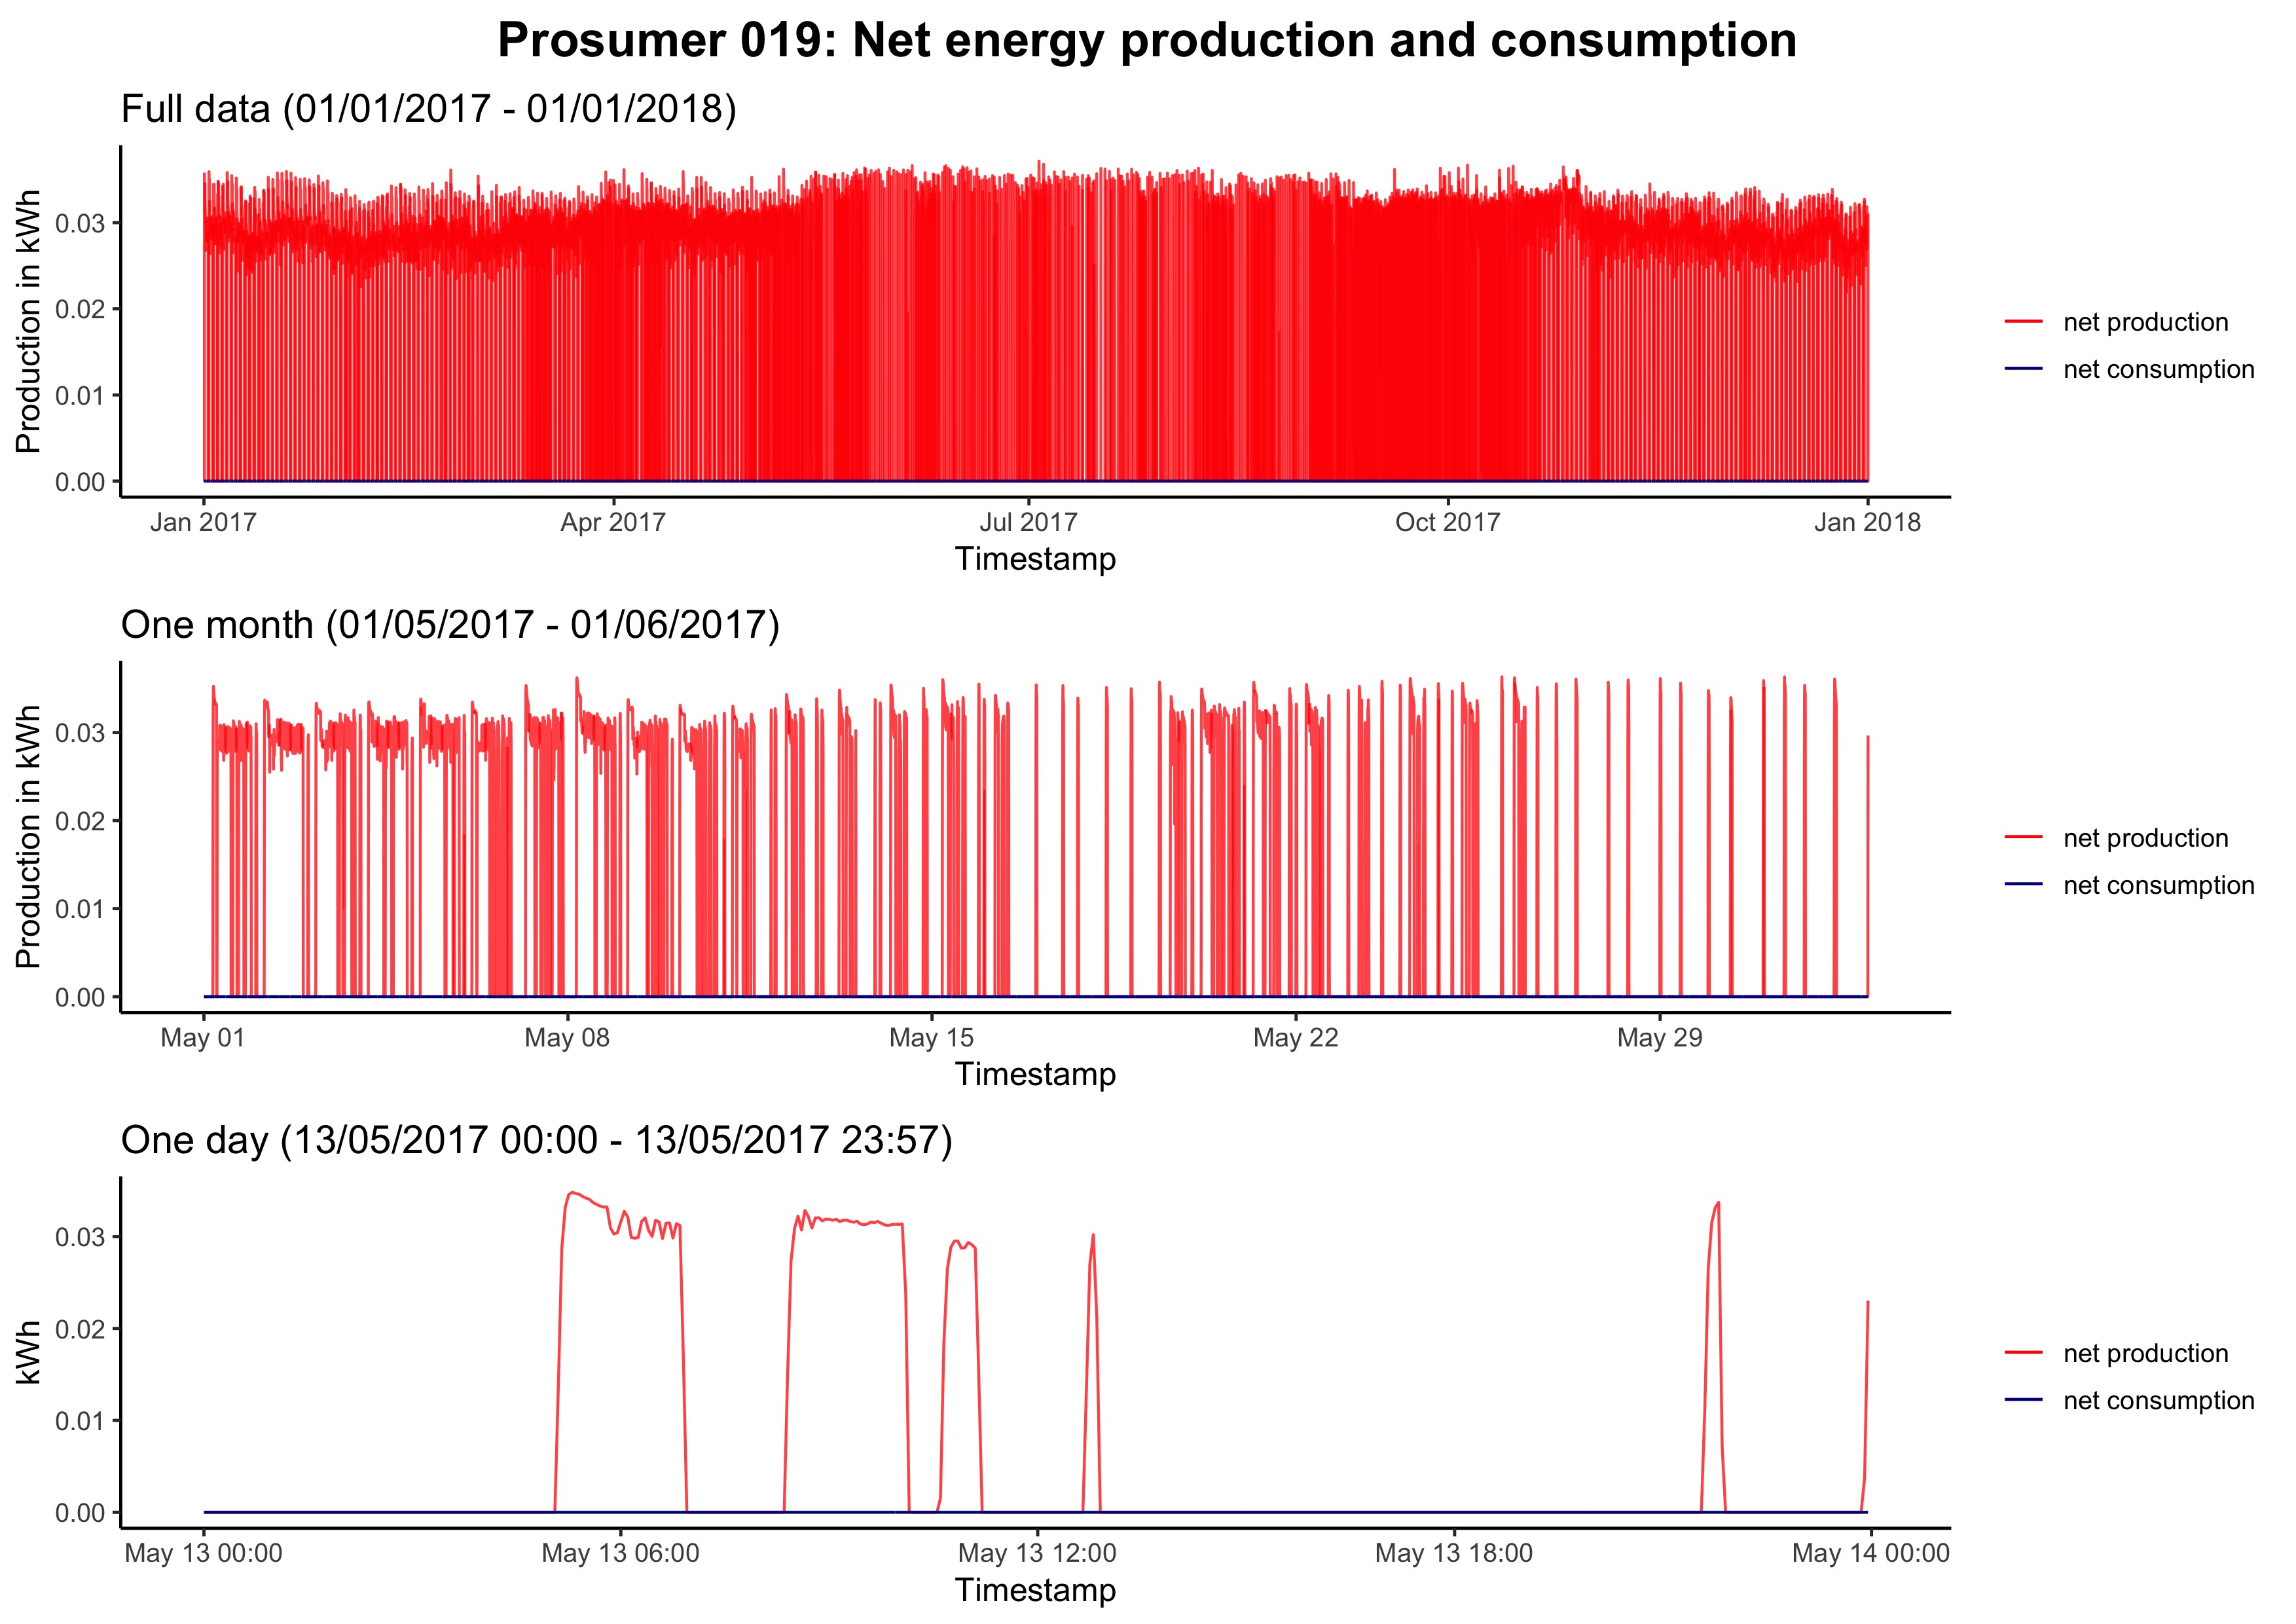 Prosumer 019: Net energy production and consumption
Full data (01/01/2017 - 01/01/2018)
Production in kWh
0.03
0.02
0.01
0.00
Jan 2017 Apr 2017 Jul 2017 Oct 2017 Jan 2018
Timestamp
net production
net consumption
One month (01/05/2017 - 01/06/2017)
Production in kWh
0.03
0.02
0.01
0.00
May 01 May 08 May 15 May 22 May 29
Timestamp
net production
net consumption
One day (13/05/2017 00:00 - 13/05/2017 23:57)
kWh
0.03
0.02
0.01
0.00
May 13 00:00 May 13 06:00 May 13 12:00 May 13 18:00 May 14 00:00
Timestamp
net production
net consumption